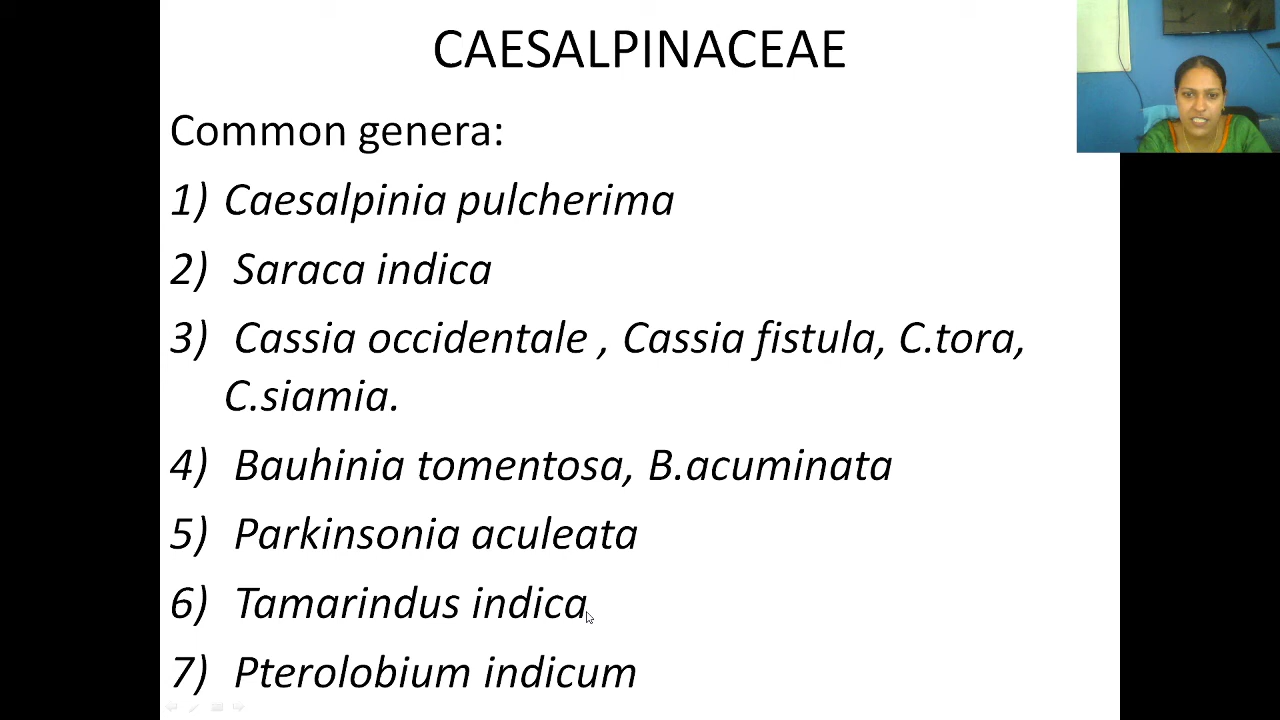 CAESALPINACEAE
Common genera:
1) Caesalpinia pulcherima
2) Saraca indica
3) Cassia occidentale , Cassia fistula, C.tora,
C.siamia.
4) Bauhinia tomentosa, B.acuminata
5) Parkinsonia aculeata
6) Tamarindus indica
7) Pterolobium indicum